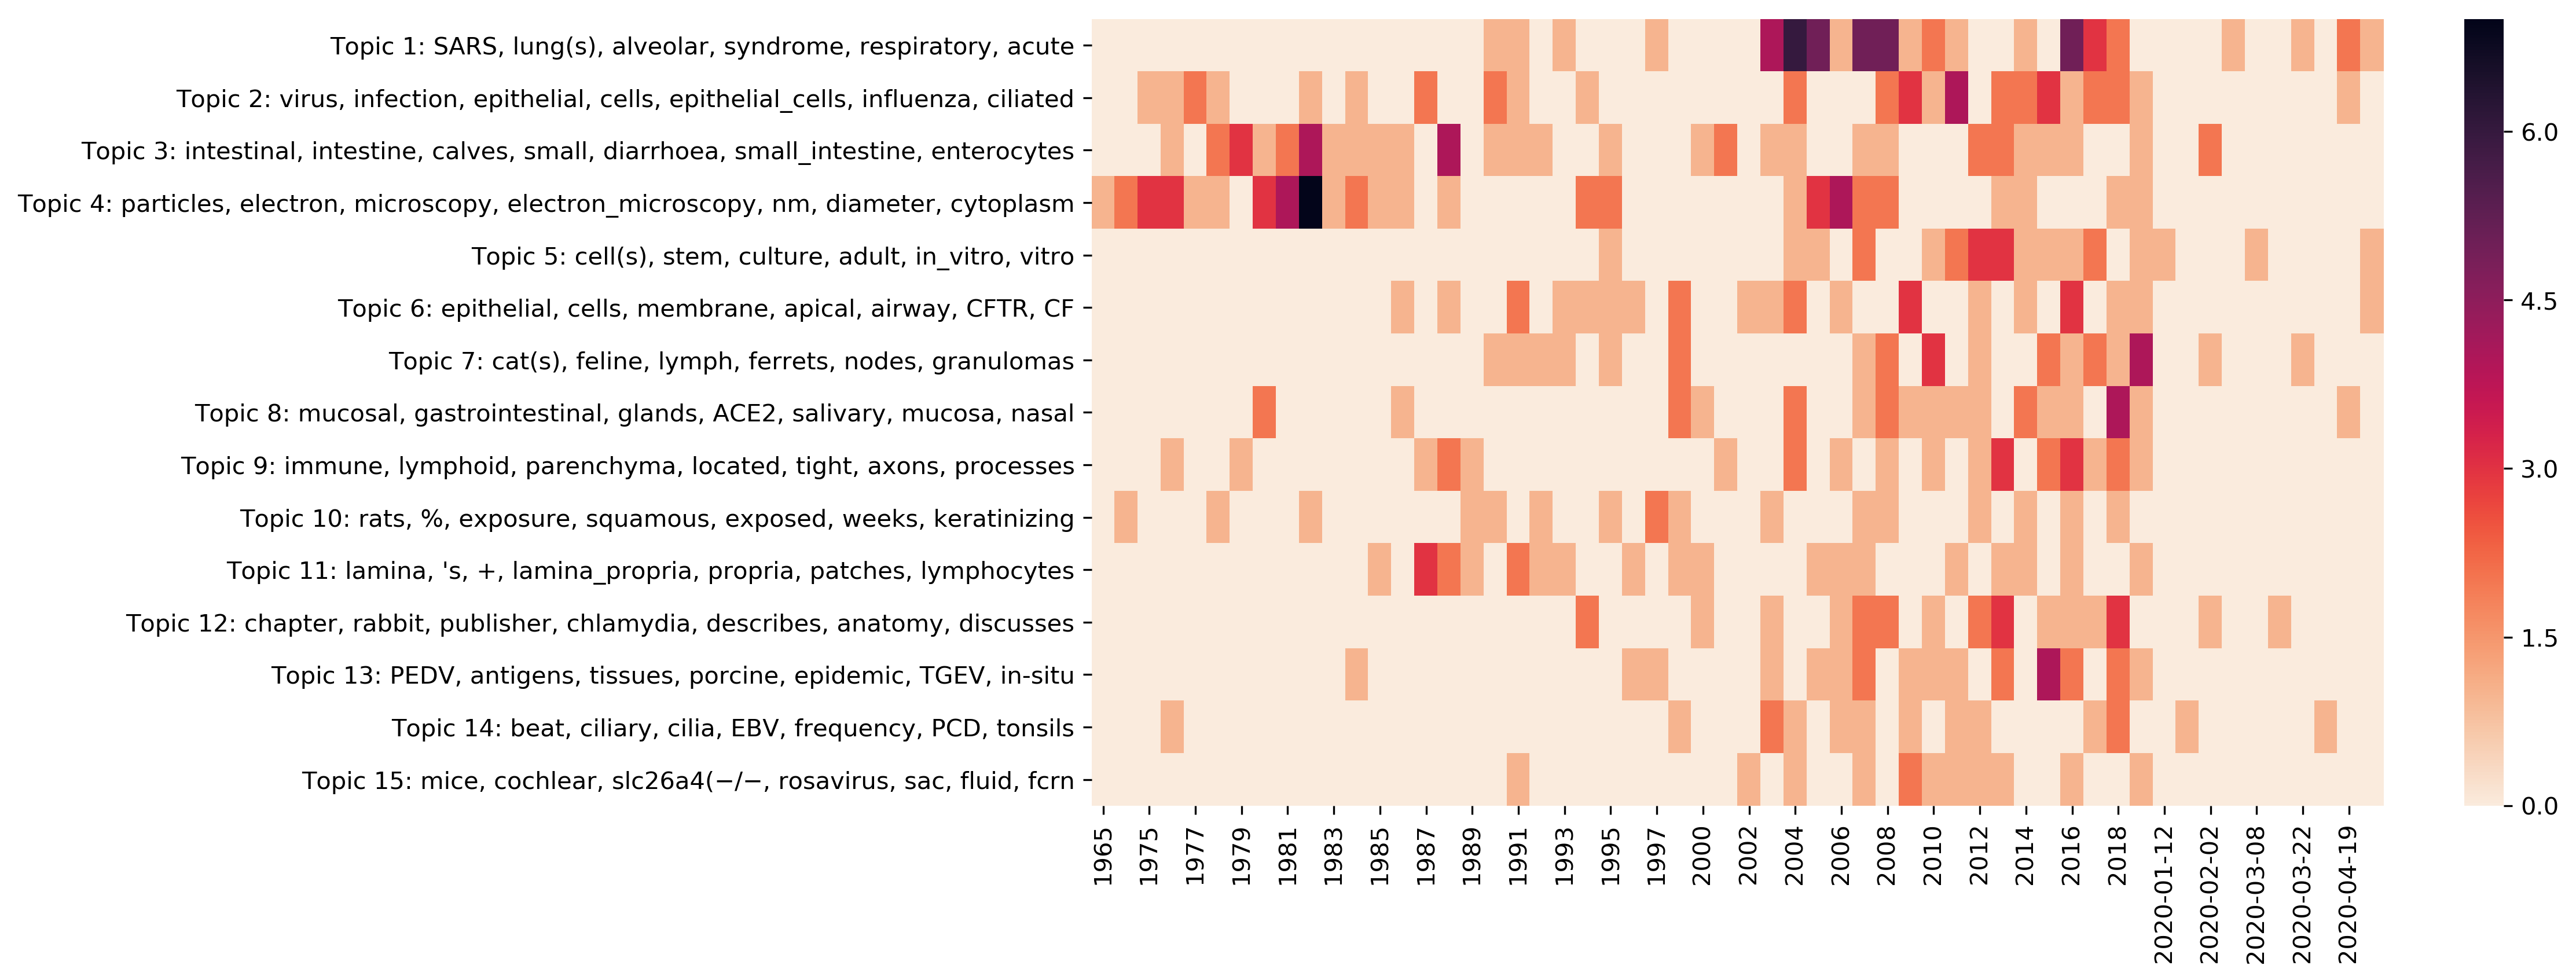 Topic 1: SARS, lung(s), alveolar, syndrome, respiratory, acute
Topic 2: virus, infection, epithelial, cells, epithelial_cells, influenza, ciliated
Topic 3: intestinal, intestine, calves, small, diarrhoea, small_intestine, enterocytes
Topic 4: particles, electron, microscopy, electron_microscopy, nm, diameter, cytoplasm
Topic 5: cell(s), stem, culture, adult, in_vitro, vitro
Topic 6: epithelial, cells, membrane, apical, airway, CFTR, CF
Topic 7: cat(s), feline, lymph, ferrets, nodes, granulomas
Topic 8: mucosal, gastrointestinal, glands, ACE2, salivary, mucosa, nasal
Topic 9: immune, lymphoid, parenchyma, located, tight, axons, processes
Topic 10: rats, %, exposure, squamous, exposed, weeks, keratinizing
Topic 11: lamina, 's, +, lamina_propria, propria, patches, lymphocytes
Topic 12: chapter, rabbit, publisher, chlamydia, describes, anatomy, discusses
Topic 13: PEDV, antigens, tissues, porcine, epidemic, TGEV, in-situ
Topic 14: beat, ciliary, cilia, EBV, frequency, PCD, tonsils
Topic 15: mice, cochlear, slc26a4(−/−, rosavirus, sac, fluid, fcrn
1965
1975
1977
1979
1981
1983
1985
1987
1989
1991
1993
1995
1997
2000
2002
2004
2006
2008
2010
2012
2014
2016
2018
2020-01-12
2020-02-02
2020-03-08
2020-03-22
2020-04-19
6.0
4.5
3.0
1.5
0.0